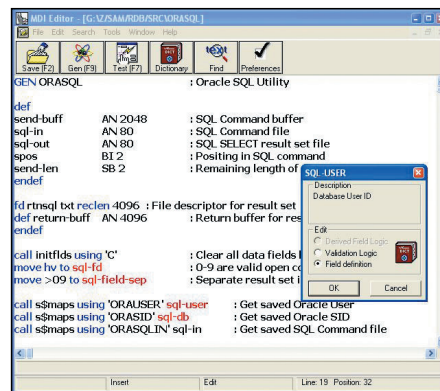 MDI Editor - [G:\Z/SAM/RDB/SRC\ORASQL]
File Edit Search Tools Window Help
Save (F2) Gen (F9) Test (F7) Dictionary Find Preferences
text
GEN ORASQL : Oracle SQL Utility
def
send-buff AN 2048 : SQL Command buffer
sql-in AN 80 : SQL Command file
sql-out AN 80 : SQL SELECT result set file
spos BI 2 : Positing in SQL command
send-len SB 2 : Remaining length of
endef
fd rtnsql txt reclen 4096 : File descriptor for result set
def return-buff AN 4096 : Return buffer for res
endef
call initflds using 'C' : Clear all data fields
move hv to sql-fd : 0-9 are valid open c
move >09 to sql-field-sep : Separate result set i
call s$maps using 'ORAUSER' sql-user : Get saved Oracle User
call s$maps using 'ORASID' sql-db : Get saved Oracle SID
call s$maps using 'ORASQLIN' sql-in : Get saved SQL Command file
SQL-USER
Description
Database User ID
Edit
Derived Field Logic
Validation Logic
Field definition
OK Cancel
Insert Edit Line: 19 Position: 32